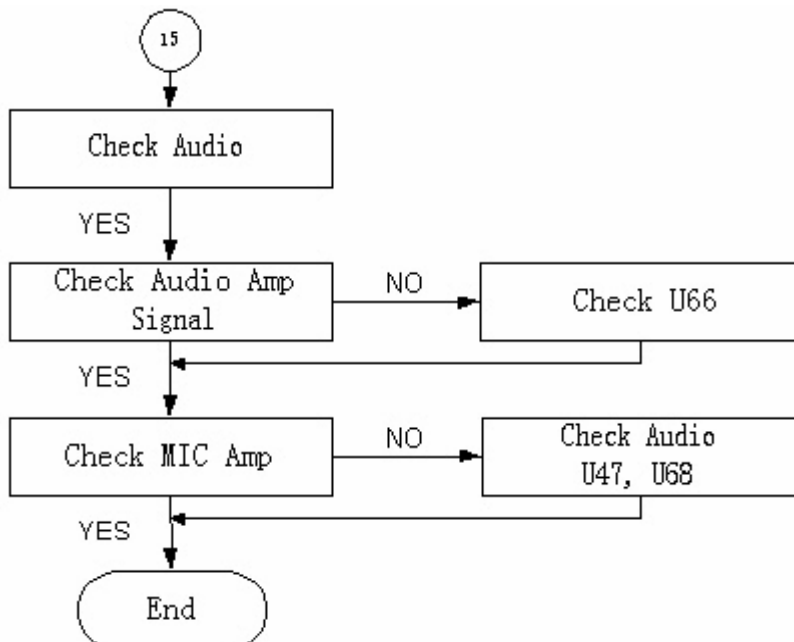 15
Check Audio
YES
Check Audio Amp
Signal
NO
Check U66
YES
Check MIC Amp
NO
Check Audio
U47, U68
YES
End